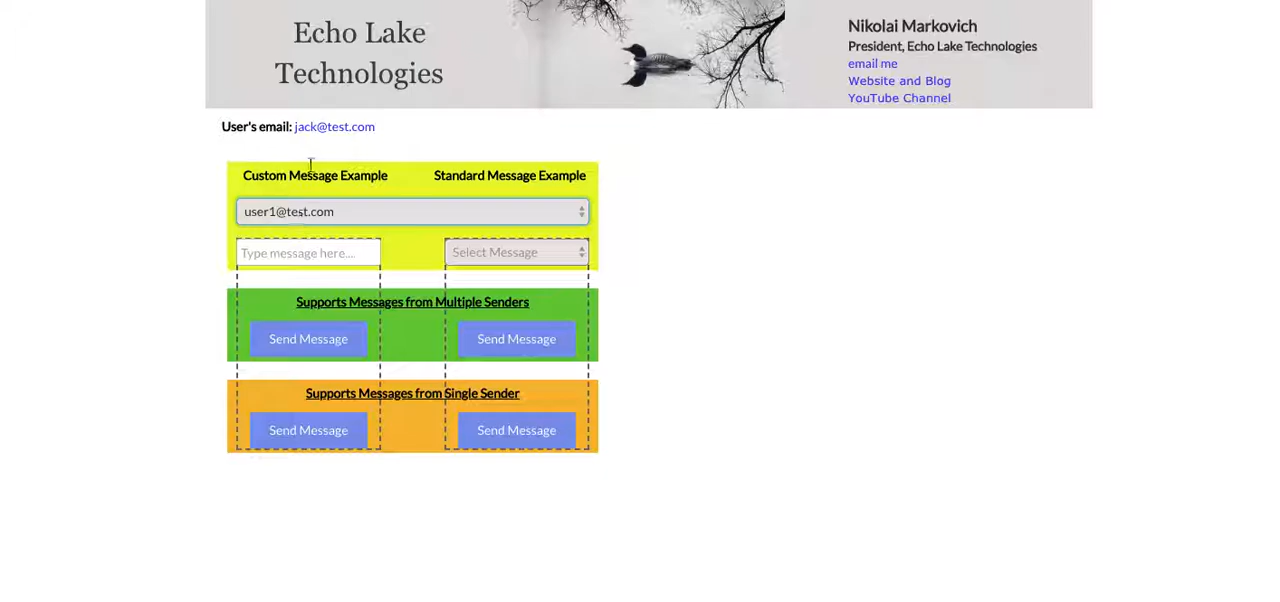 Echo Lake
Technologies
Nikolai Markovich
President, Echo Lake Technologies
email me
Website and Blog
YouTube Channel
User's email: jack@test.com
Custom Message Example
Standard Message Example
user1@test.com
Type message here...
Select Message
Supports Messages from Multiple Senders
Send Message
Send Message
Supports Messages from Single Sender
Send Message
Send Message